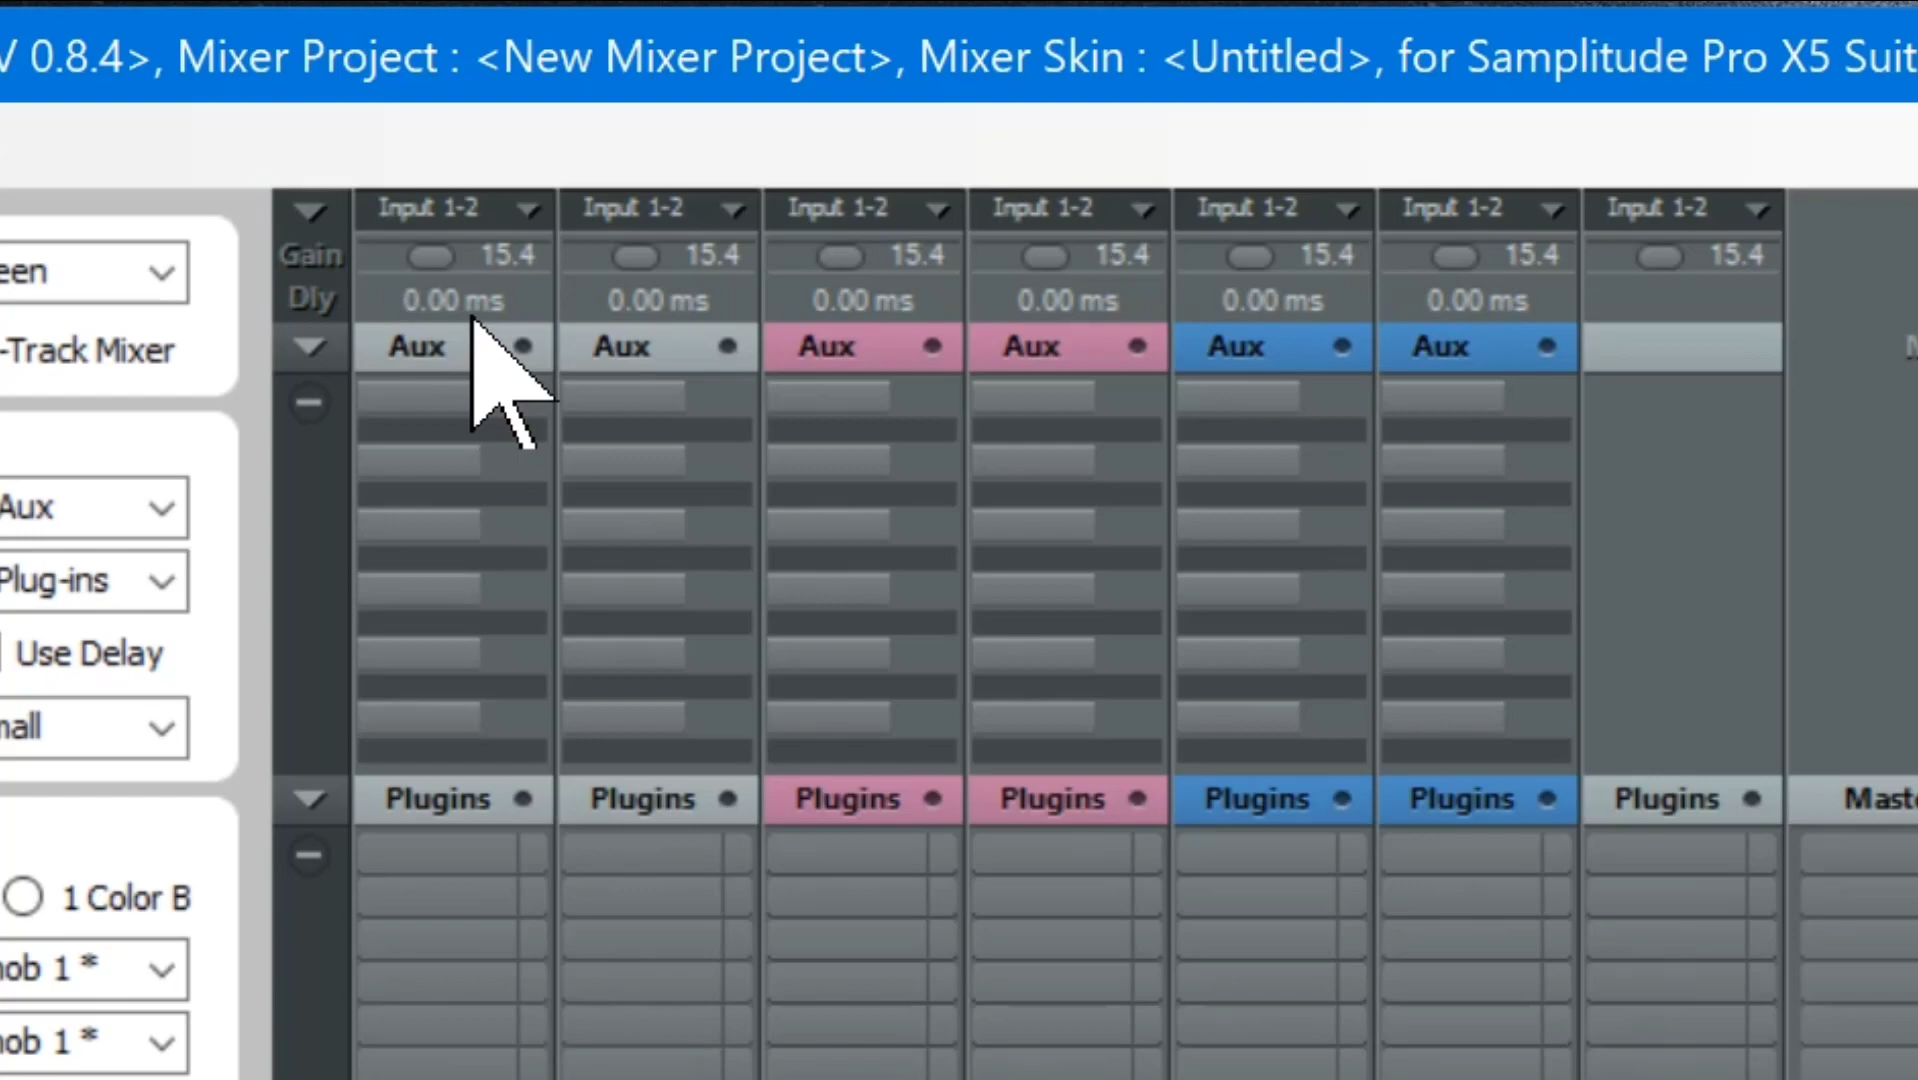 V 0.8.4>, Mixer Project : <New Mixer Project>, Mixer Skin : <Untitled>, for Samplitude Pro X5 Suit
Input 1-2 Input 1-2 Input 1-2 Input 1-2 Input 1-2 Input 1-2 Input 1-2
Gain 15.4 15.4 15.4 15.4 15.4 15.4 15.4
een
Dly 0.00 ms 0.00 ms 0.00 ms 0.00 ms 0.00 ms 0.00 ms
-Track Mixer
Aux Aux Aux Aux Aux Aux
Aux
Plug-ins
Use Delay
mall
Plugins Plugins Plugins Plugins Plugins Plugins Plugins Maste
1 Color B
nob 1 *
nob 1 *